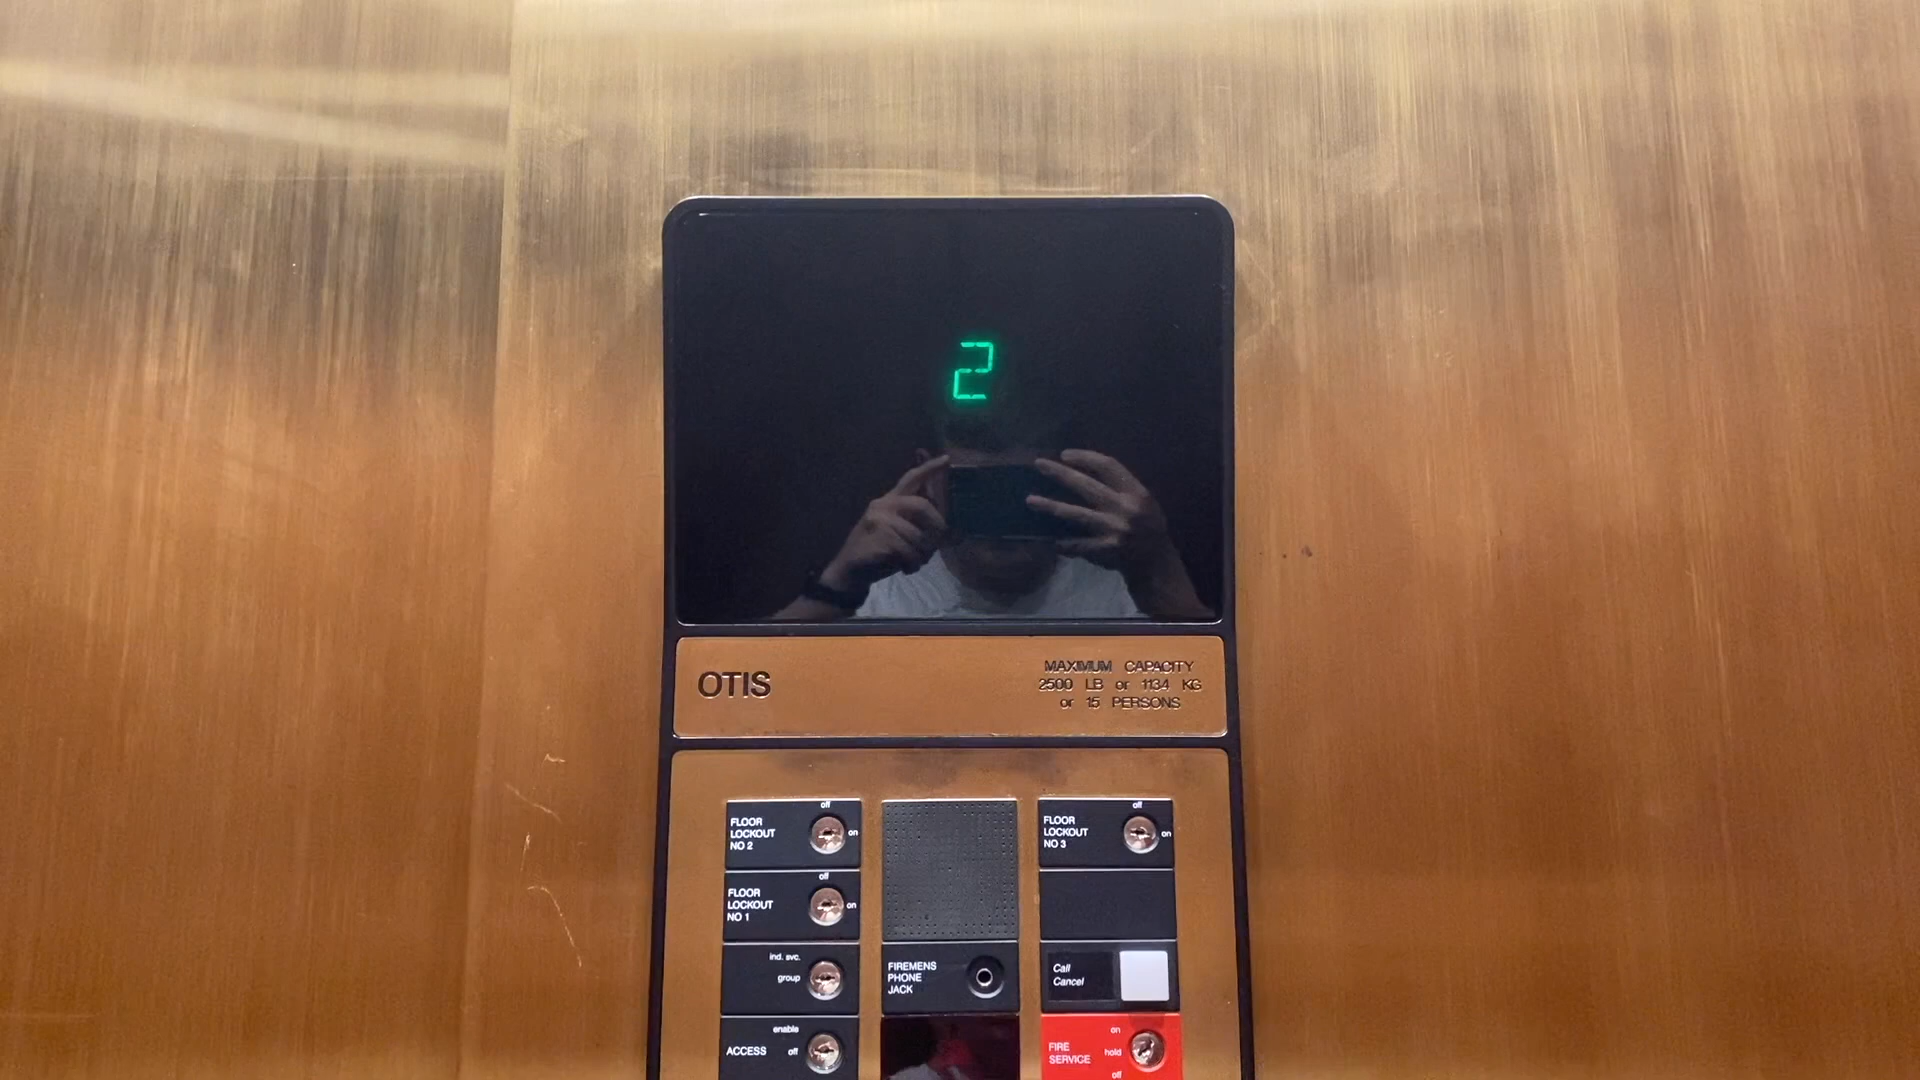 2
OTIS
MAXIMUM CAPACITY
2500 LB or 1134 KG
or 15 PERSONS
off
FLOOR
LOCKOUT
NO 2
on
off
FLOOR
LOCKOUT
NO 3
on
off
FLOOR
LOCKOUT
NO 1
on
ind. svc.
group
FIREMENS
PHONE
JACK
Call
Cancel
enable
ACCESS
off
on
FIRE
SERVICE
hold
off